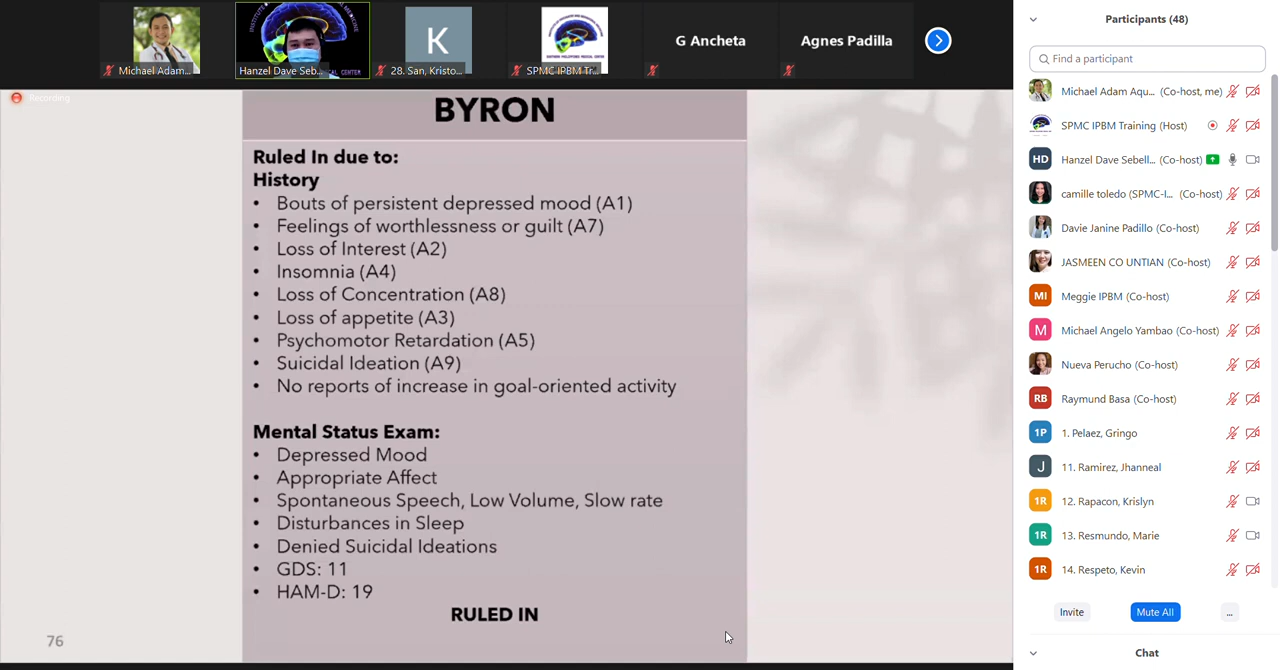 Michael Adam...
Hanzel Dave Seb...
K
28. San, Kristo...
SPMC IPBM Tr...
G Ancheta
Agnes Padilla
Recording
BYRON
Ruled In due to:
History
• Bouts of persistent depressed mood (A1)
• Feelings of worthlessness or guilt (A7)
• Loss of Interest (A2)
• Insomnia (A4)
• Loss of Concentration (A8)
• Loss of appetite (A3)
• Psychomotor Retardation (A5)
• Suicidal Ideation (A9)
• No reports of increase in goal-oriented activity
Mental Status Exam:
• Depressed Mood
• Appropriate Affect
• Spontaneous Speech, Low Volume, Slow rate
• Disturbances in Sleep
• Denied Suicidal Ideations
• GDS: 11
• HAM-D: 19
RULED IN
76
Participants (48)
Find a participant
Michael Adam Aqu... (Co-host, me)
SPMC IPBM Training (Host)
HD Hanzel Dave Sebell... (Co-host)
camille toledo (SPMC-I... (Co-host)
Davie Janine Padillo (Co-host)
JASMEEN CO UNTIAN (Co-host)
MI Meggie IPBM (Co-host)
M Michael Angelo Yambao (Co-host)
Nueva Perucho (Co-host)
RB Raymund Basa (Co-host)
1P 1. Pelaez, Gringo
J 11. Ramirez, Jhanneal
1R 12. Rapacon, Krislyn
1R 13. Resmundo, Marie
1R 14. Respeto, Kevin
Invite
Mute All
...
Chat